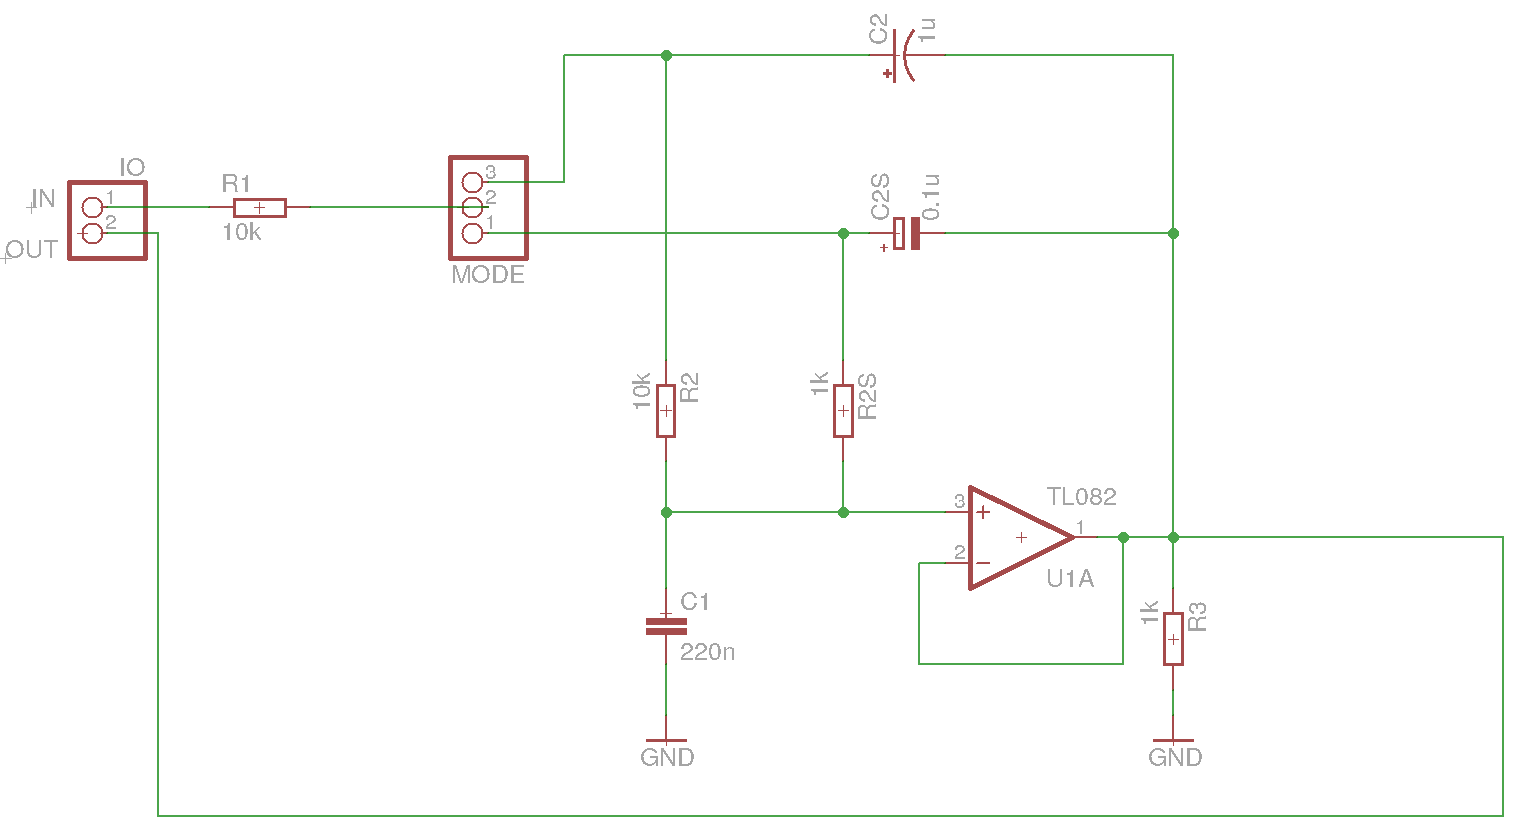 C2
1u
IO
IN
1
2
OUT
R1
10k
3
2
1
MODE
C2S
0.1u
10k
R2
1k
R2S
3
2
1
TL082
U1A
C1
220n
1k
R3
GND
GND